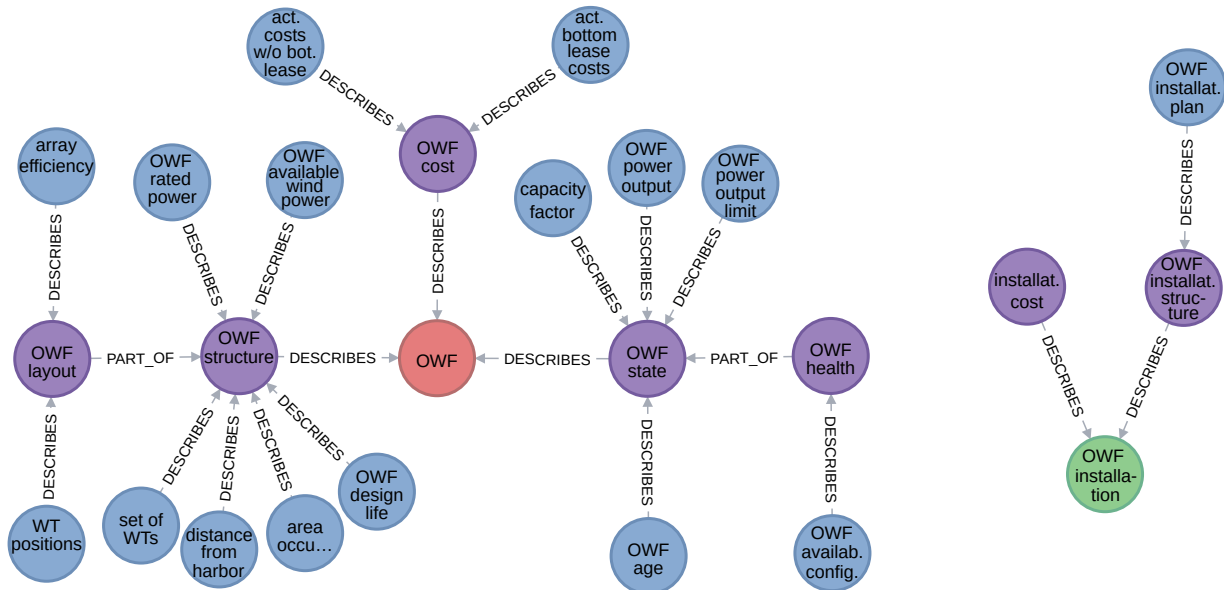 act.
costs
w/o bot.
lease
act.
bottom
lease
costs
DESCRIBES
DESCRIBES
OWF
cost
DESCRIBES
array
efficiency
DESCRIBES
OWF
rated
power
DESCRIBES
OWF
available
wind
power
DESCRIBES
capacity
factor
DESCRIBES
OWF
power
output
DESCRIBES
OWF
power
output
limit
DESCRIBES
OWF
layout
PART_OF
OWF
structure
DESCRIBES
OWF
DESCRIBES
OWF
state
PART_OF
OWF
health
DESCRIBES
DESCRIBES
DESCRIBES
DESCRIBES
DESCRIBES
DESCRIBES
DESCRIBES
WT
positions
set of
WTs
distance
from
harbor
area
occu…
OWF
design
life
OWF
age
OWF
availab.
config.
OWF
installat.
plan
DESCRIBES
installat.
cost
OWF
installat.
struc-
ture
DESCRIBES
DESCRIBES
OWF
installa-
tion